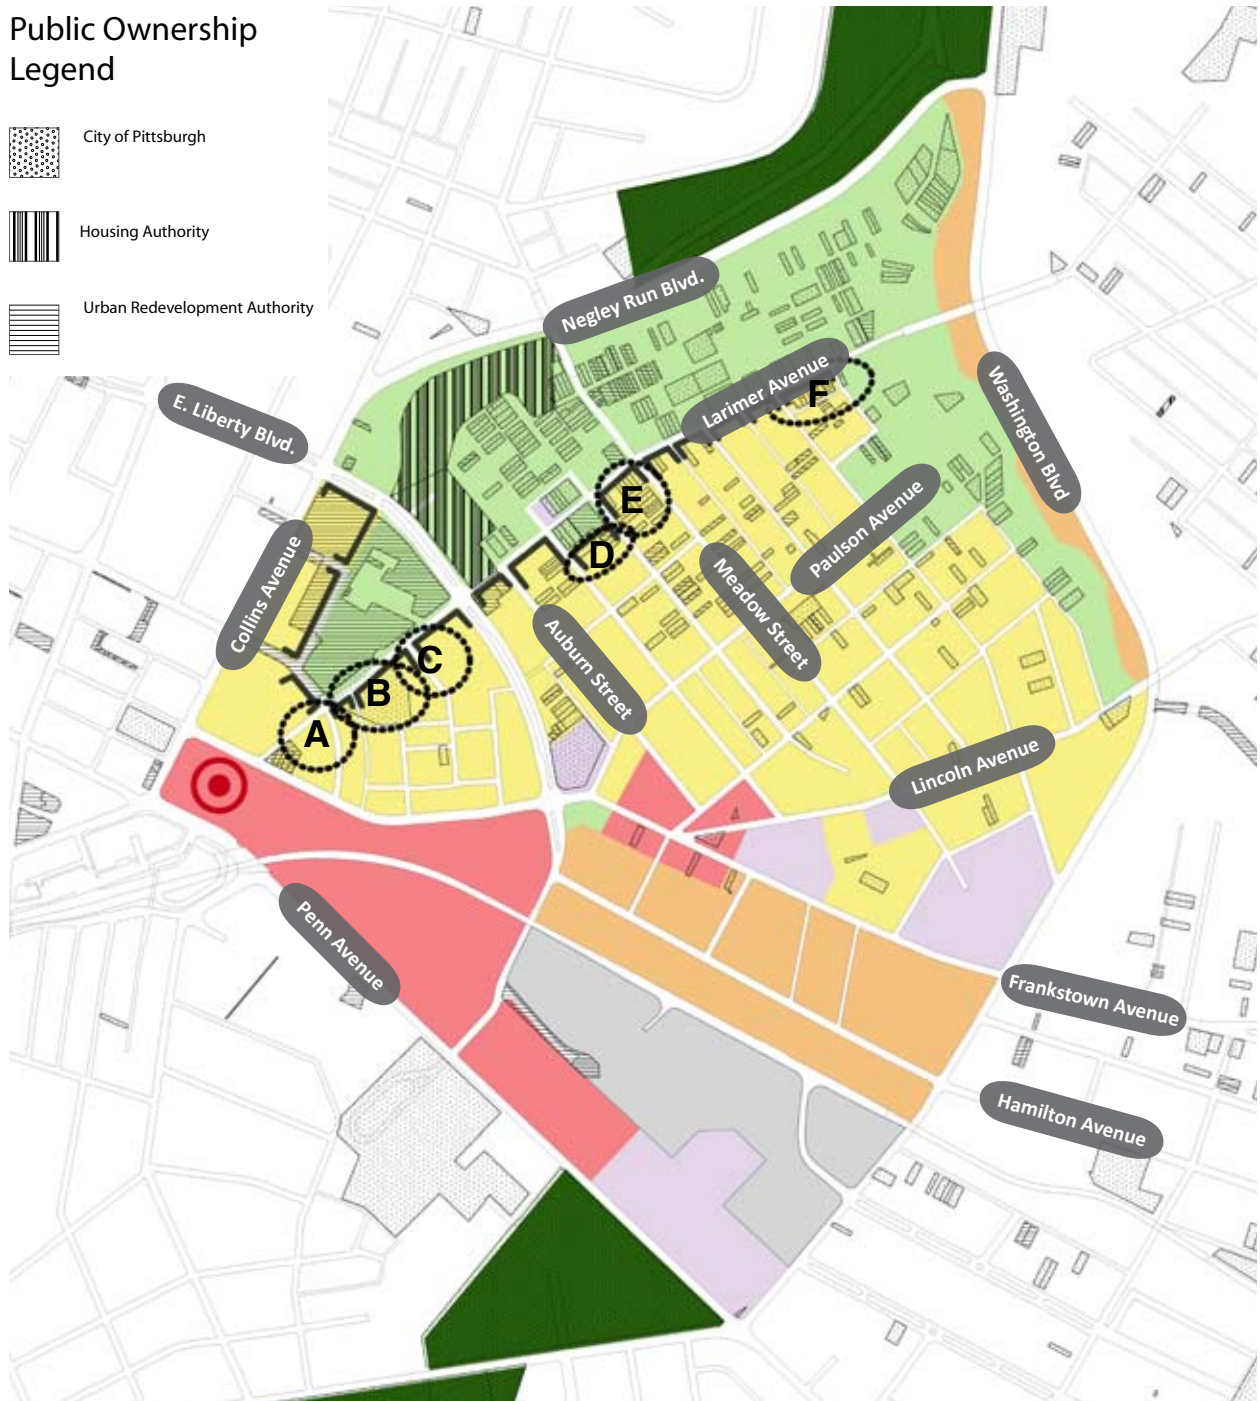 Public Ownership
Legend
City of Pittsburgh
Housing Authority
Urban Redevelopment Authority
Negley Run Blvd.
Larimer Avenue
F
Washington Blvd
E. Liberty Blvd.
E
Paulson Avenue
D
Collins Avenue
Meadow Street
Auburn Street
C
B
A
Lincoln Avenue
Penn Avenue
Frankstown Avenue
Hamilton Avenue